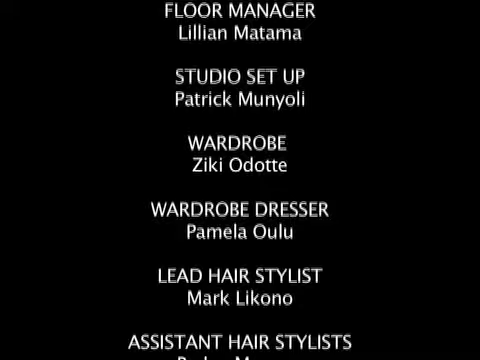 FLOOR MANAGER
Lillian Matama
STUDIO SET UP
Patrick Munyoli
WARDROBE
Ziki Odotte
WARDROBE DRESSER
Pamela Oulu
LEAD HAIR STYLIST
Mark Likono
ASSISTANT HAIR STYLISTS